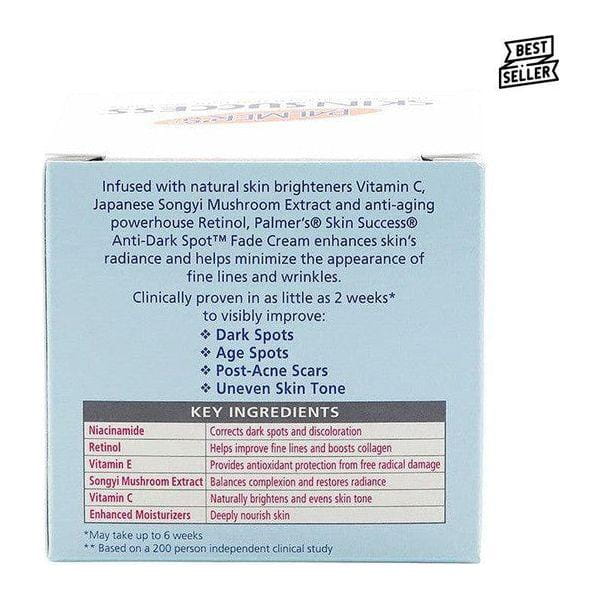 BEST
SELLER
SKIN SUCCESS
PALMER'S
Infused with natural skin brighteners Vitamin C,
Japanese Songyi Mushroom Extract and anti-aging
powerhouse Retinol, Palmer's® Skin Success®
Anti-Dark Spot™ Fade Cream enhances skin's
radiance and helps minimize the appearance of
fine lines and wrinkles.
Clinically proven in as little as 2 weeks*
to visibly improve:
❖ Dark Spots
❖ Age Spots
❖ Post-Acne Scars
❖ Uneven Skin Tone
KEY INGREDIENTS
Niacinamide Corrects dark spots and discoloration
Retinol Helps improve fine lines and boosts collagen
Vitamin E Provides antioxidant protection from free radical damage
Songyi Mushroom Extract Balances complexion and restores radiance
Vitamin C Naturally brightens and evens skin tone
Enhanced Moisturizers Deeply nourish skin
*May take up to 6 weeks
** Based on a 200 person independent clinical study